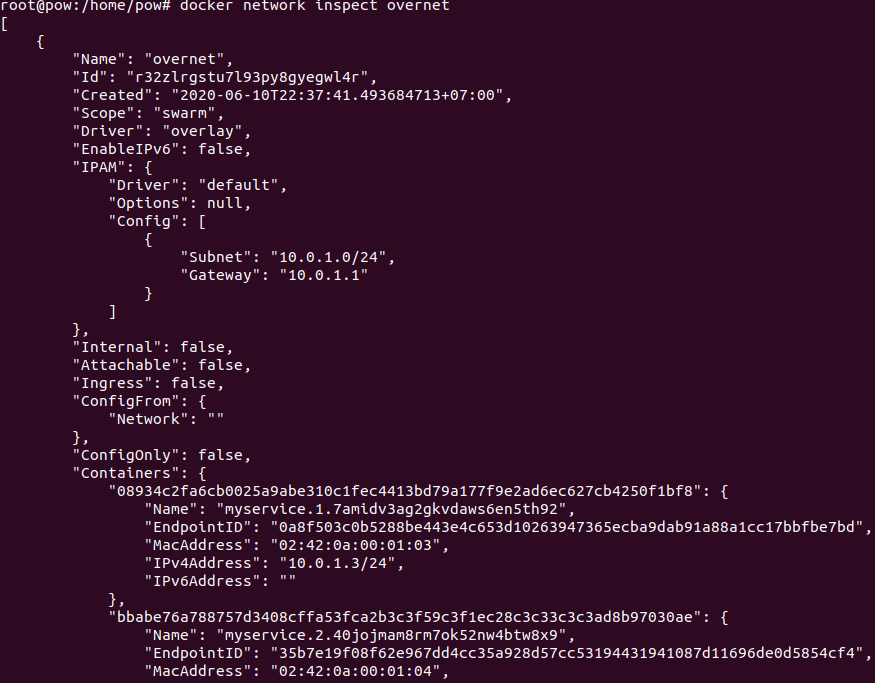 root@pow:/home/pow# docker network inspect overnet
[
    {
        "Name": "overnet",
        "Id": "r32zlrgstu7l93py8gyegwl4r",
        "Created": "2020-06-10T22:37:41.493684713+07:00",
        "Scope": "swarm",
        "Driver": "overlay",
        "EnableIPv6": false,
        "IPAM": {
            "Driver": "default",
            "Options": null,
            "Config": [
                {
                    "Subnet": "10.0.1.0/24",
                    "Gateway": "10.0.1.1"
                }
            ]
        },
        "Internal": false,
        "Attachable": false,
        "Ingress": false,
        "ConfigFrom": {
            "Network": ""
        },
        "ConfigOnly": false,
        "Containers": {
            "08934c2fa6cb0025a9abe310c1fec4413bd79a177f9e2ad6ec627cb4250f1bf8": {
                "Name": "myservice.1.7amidv3ag2gkvdaws6en5th92",
                "EndpointID": "0a8f503c0b5288be443e4c653d10263947365ecba9dab91a88a1cc17bbfbe7bd",
                "MacAddress": "02:42:0a:00:01:03",
                "IPv4Address": "10.0.1.3/24",
                "IPv6Address": ""
            },
            "bbabe76a788757d3408cffa53fca2b3c3f59c3f1ec28c3c33c3c3ad8b97030ae": {
                "Name": "myservice.2.40jojmam8rm7ok52nw4btw8x9",
                "EndpointID": "35b7e19f08f62e967dd4cc35a928d57cc53194431941087d11696de0d5854cf4",
                "MacAddress": "02:42:0a:00:01:04",